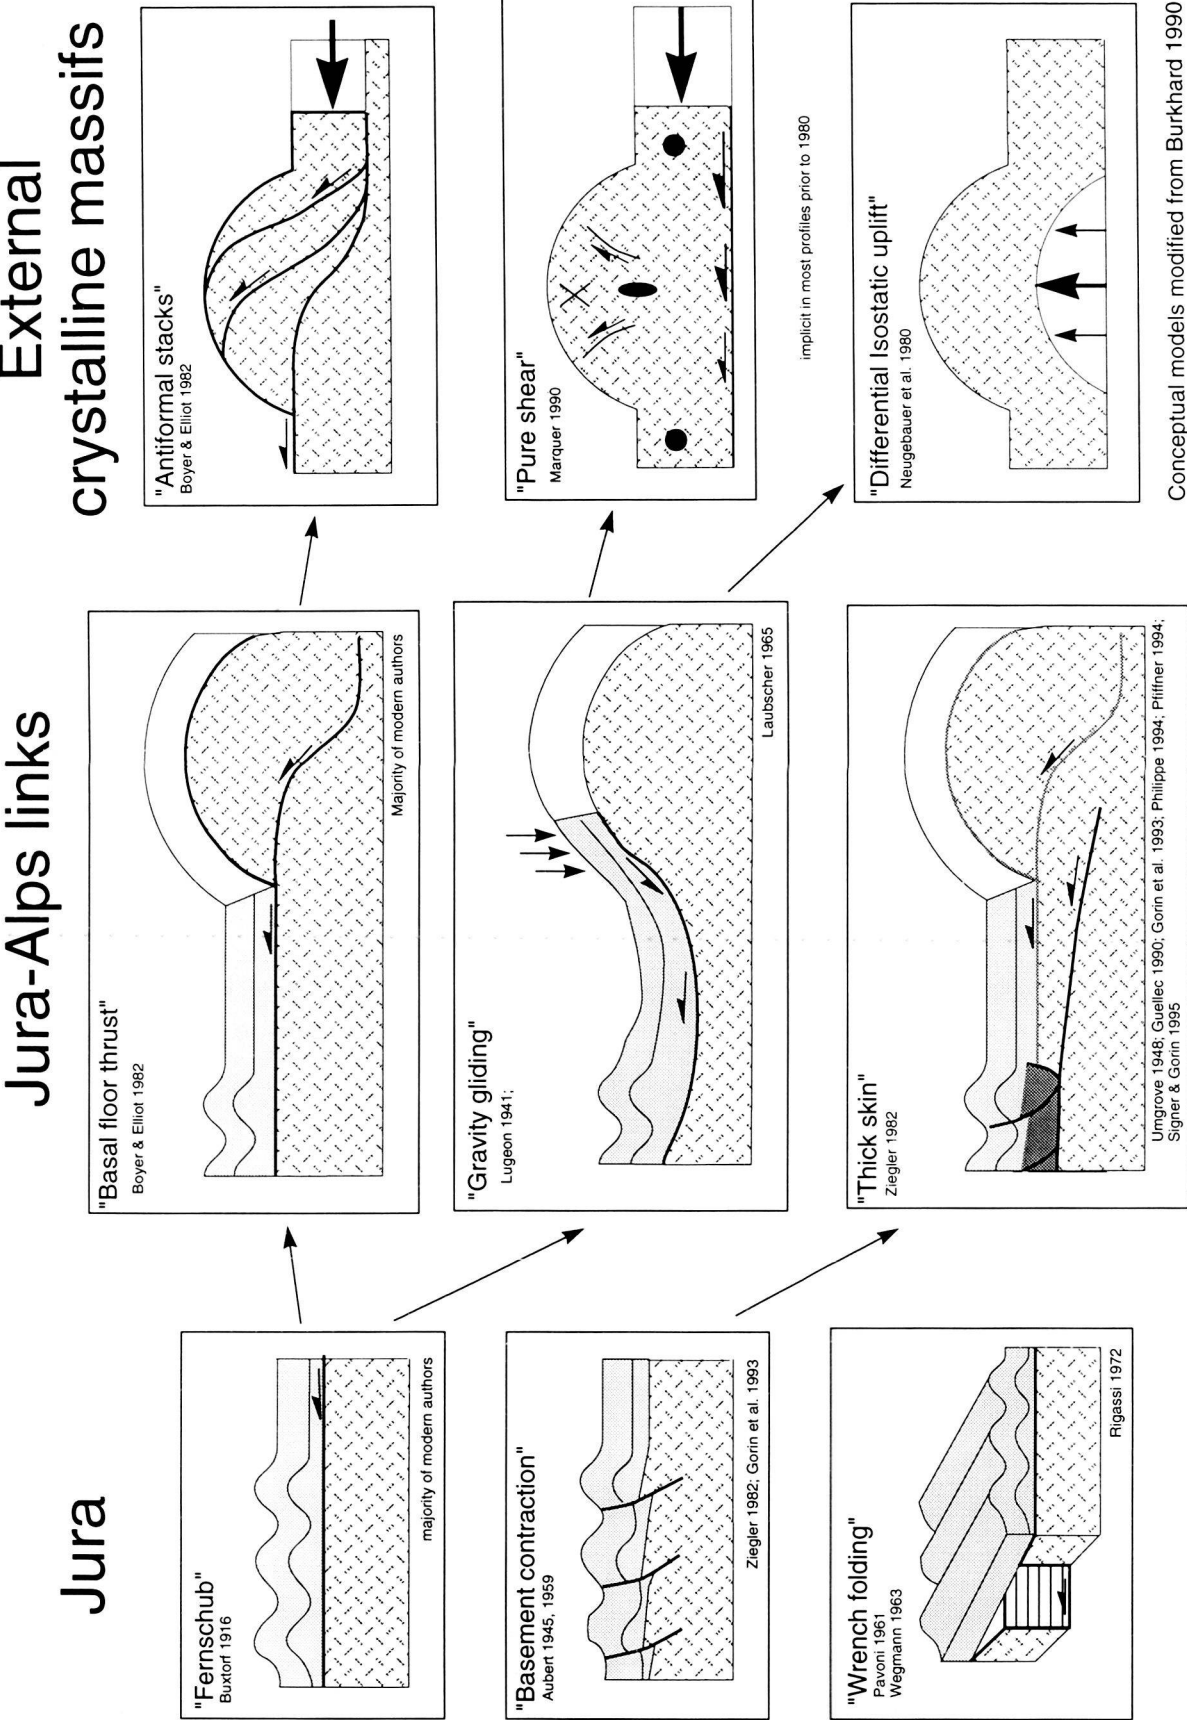 Jura
"Fernschub"
Buxtorf 1916
majority of modern authors
"Basement contraction"
Aubert 1945, 1959
Ziegler 1982; Gorin et al. 1993
"Wrench folding"
Pavoni 1961
Wegmann 1963
Rigassi 1972
Jura-Alps links
"Basal floor thrust"
Boyer & Elliot 1982
Majority of modern authors
"Gravity gliding"
Lugeon 1941;
Laubscher 1965
"Thick skin"
Ziegler 1982
Umgrove 1948; Guellec 1990; Gorin et al. 1993; Philippe 1994; Pfiffner 1994;
Signer & Gorin 1995
External
crystalline massifs
"Antiformal stacks"
Boyer & Elliot 1982
"Pure shear"
Marquer 1990
implicit in most profiles prior to 1980
"Differential Isostatic uplift"
Neugebauer et al. 1980
Conceptual models modified from Burkhard 1990